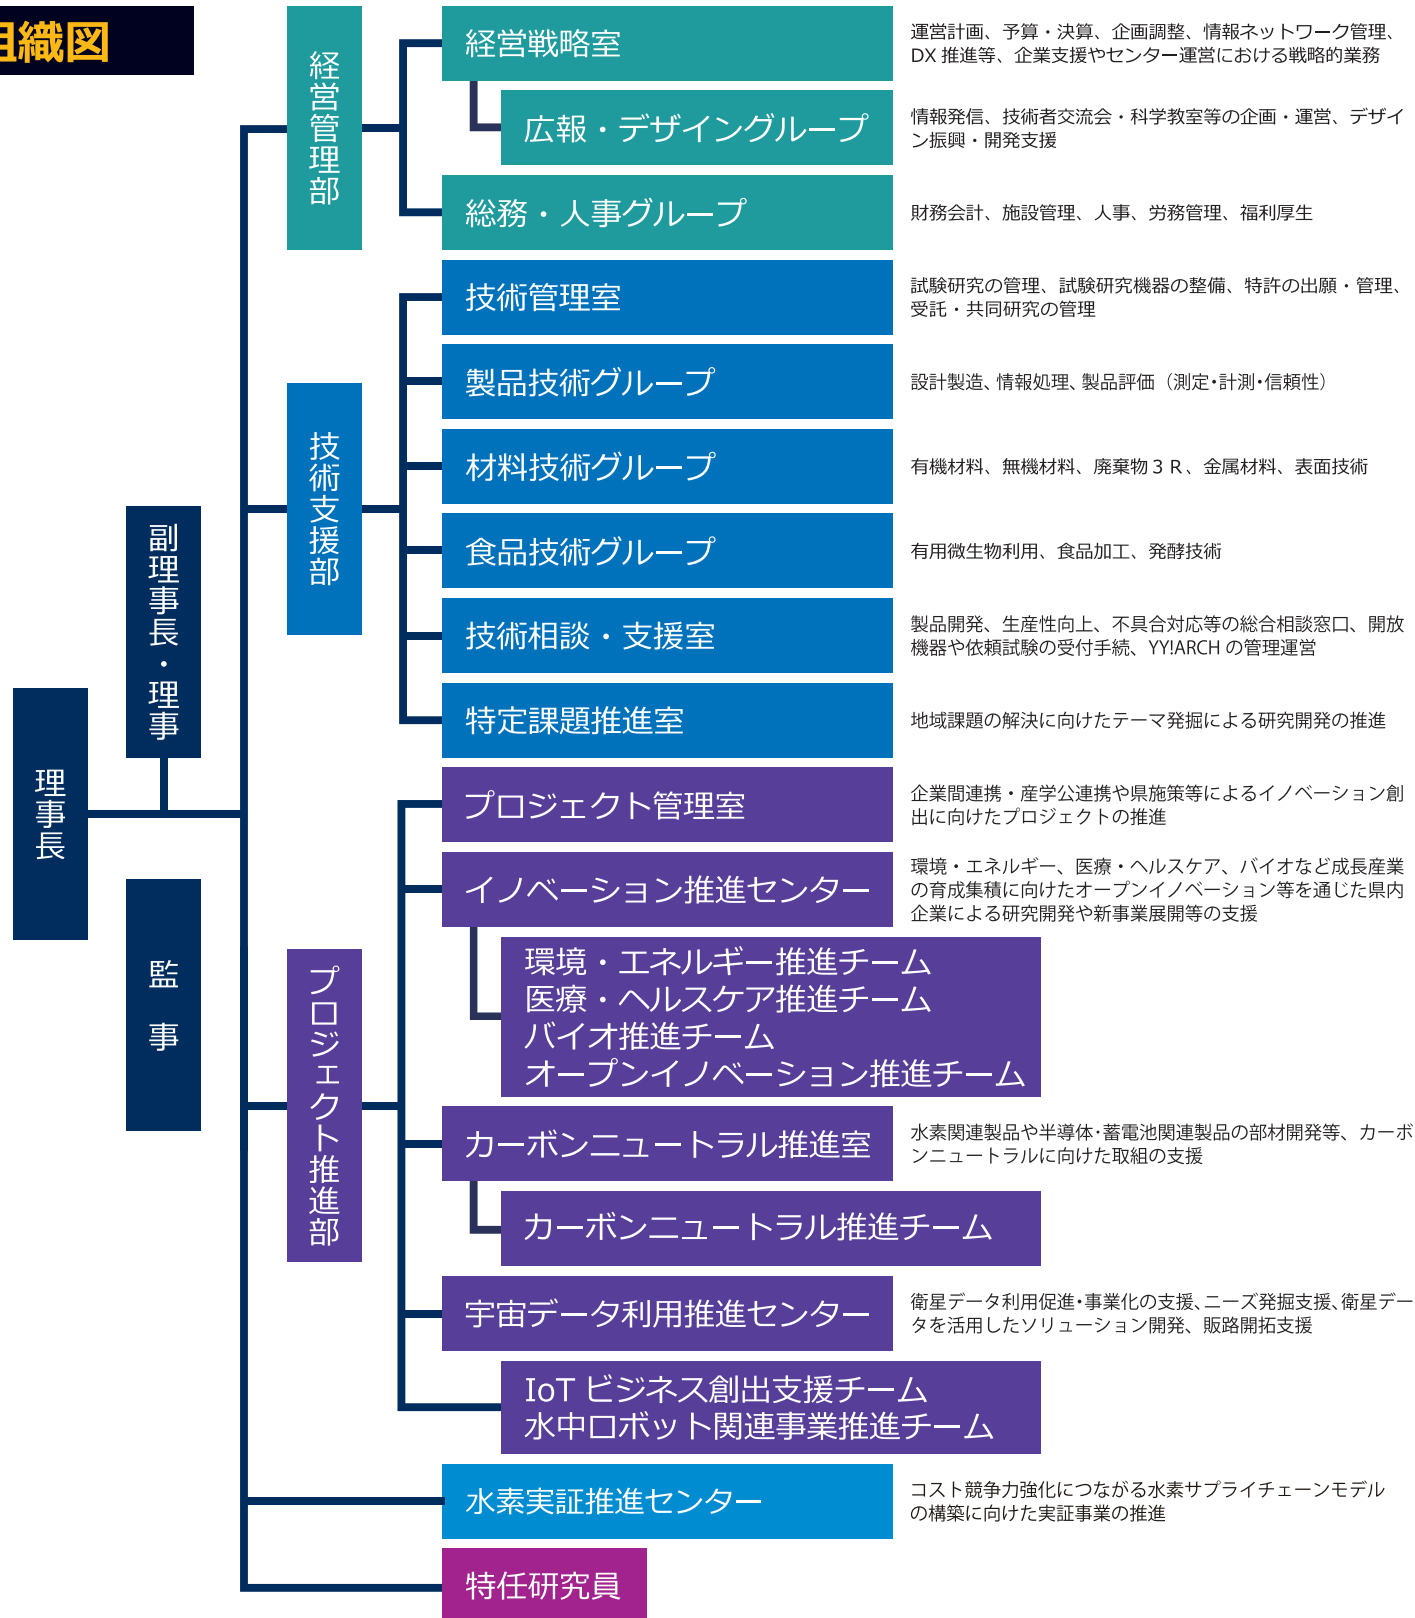 組織図
経営管理部
経営戦略室
運営計画、予算・決算、企画調整、情報ネットワーク管理、
DX 推進等、企業支援やセンター運営における戦略的業務
広報・デザイングループ
情報発信、技術者交流会・科学教室等の企画・運営、デザイ
ン振興・開発支援
総務・人事グループ
財務会計、施設管理、人事、労務管理、福利厚生
技術支援部
技術管理室
試験研究の管理、試験研究機器の整備、特許の出願・管理、
受託・共同研究の管理
製品技術グループ
設計製造、情報処理、製品評価（測定・計測・信頼性）
材料技術グループ
有機材料、無機材料、廃棄物３Ｒ、金属材料、表面技術
食品技術グループ
有用微生物利用、食品加工、発酵技術
技術相談・支援室
製品開発、生産性向上、不具合対応等の総合相談窓口、開放
機器や依頼試験の受付手続、YY!ARCH の管理運営
特定課題推進室
地域課題の解決に向けたテーマ発掘による研究開発の推進
副理事長・理事
理事長
監　事
プロジェクト推進部
プロジェクト管理室
企業間連携・産学公連携や県施策等によるイノベーション創
出に向けたプロジェクトの推進
イノベーション推進センター
環境・エネルギー、医療・ヘルスケア、バイオなど成長産業
の育成集積に向けたオープンイノベーション等を通じた県内
企業による研究開発や新事業展開等の支援
環境・エネルギー推進チーム
医療・ヘルスケア推進チーム
バイオ推進チーム
オープンイノベーション推進チーム
カーボンニュートラル推進室
水素関連製品や半導体・蓄電池関連製品の部材開発等、カーボ
ンニュートラルに向けた取組の支援
カーボンニュートラル推進チーム
宇宙データ利用推進センター
衛星データ利用促進・事業化の支援、ニーズ発掘支援、衛星デー
タを活用したソリューション開発、販路開拓支援
IoT ビジネス創出支援チーム
水中ロボット関連事業推進チーム
水素実証推進センター
コスト競争力強化につながる水素サプライチェーンモデル
の構築に向けた実証事業の推進
特任研究員